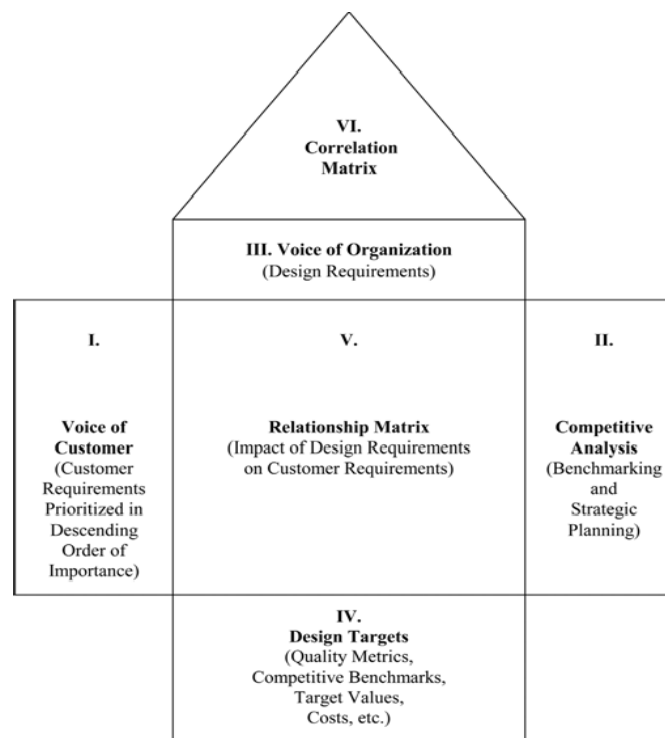 VI.
Correlation
Matrix
III. Voice of Organization
(Design Requirements)
I.
Voice of
Customer
(Customer
Requirements
Prioritized in
Descending
Order of
Importance)
V.
Relationship Matrix
(Impact of Design Requirements
on Customer Requirements)
II.
Competitive
Analysis
(Benchmarking
and
Strategic
Planning)
IV.
Design Targets
(Quality Metrics,
Competitive Benchmarks,
Target Values,
Costs, etc.)